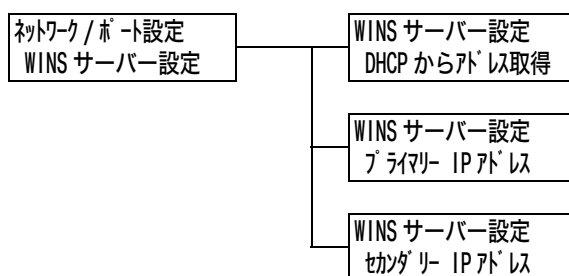 ﾈｯﾄﾜｰｸ / ﾎﾟｰﾄ設定
WINS サーバー設定
WINS サーバー設定
DHCP からｱﾄﾞﾚｽ取得
WINS サーバー設定
ﾌﾟﾗｲﾏﾘｰ IP ｱﾄﾞﾚｽ
WINS サーバー設定
ｾｶﾝﾀﾞﾘｰ IP ｱﾄﾞﾚｽ